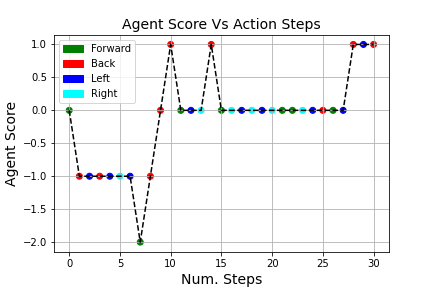 Agent Score Vs Action Steps
Agent Score
1.0
0.5
0.0
−0.5
−1.0
−1.5
−2.0
Forward
Back
Left
Right
0 5 10 15 20 25 30
Num. Steps